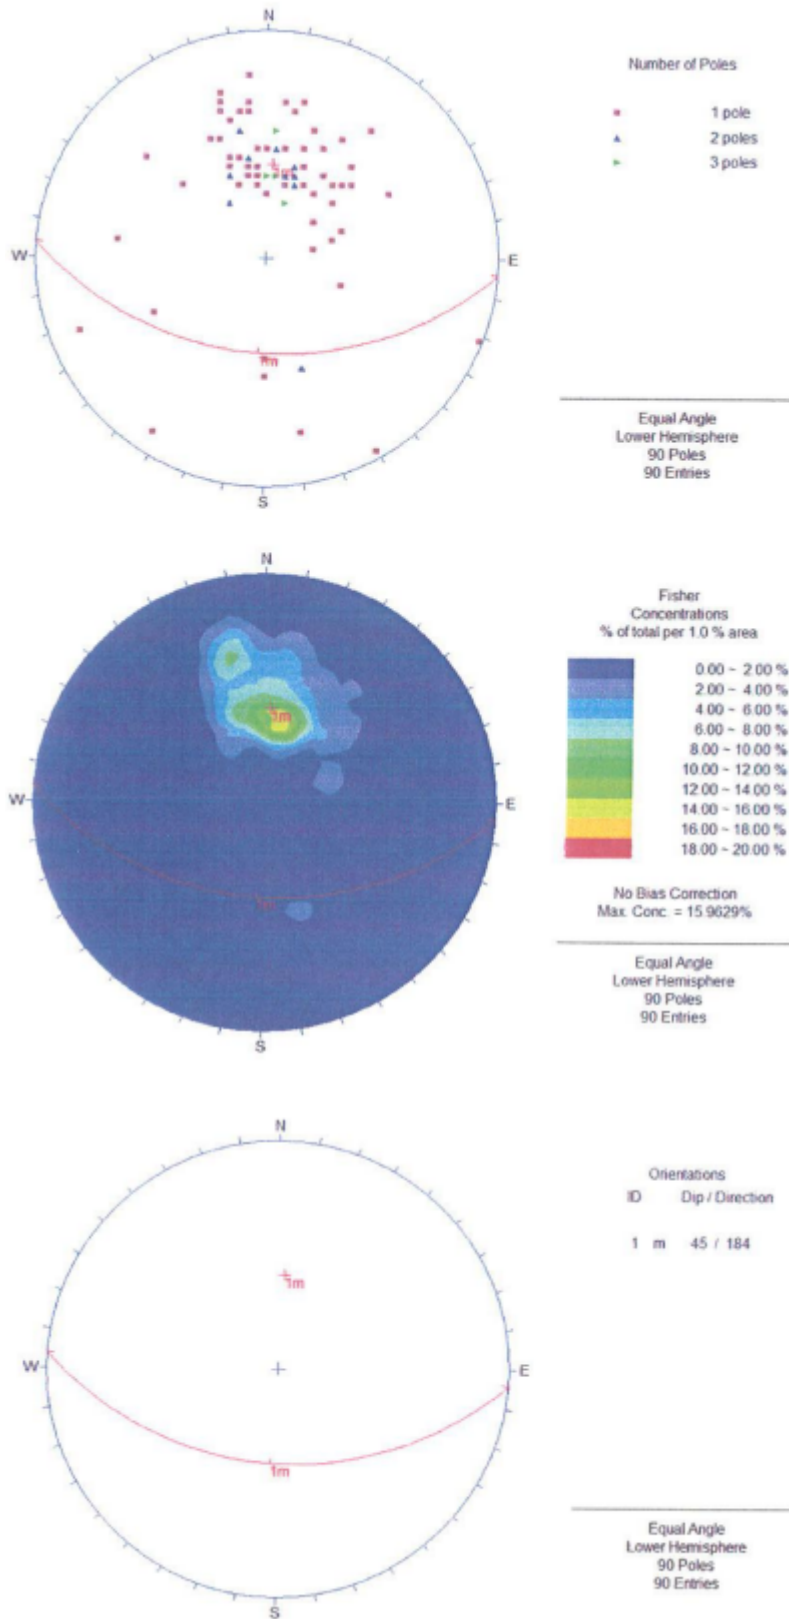 N
W
E
S
1m
1m
Number of Poles
1 pole
2 poles
3 poles
Equal Angle
Lower Hemisphere
90 Poles
90 Entries
N
W
E
S
1m
1m
Fisher
Concentrations
% of total per 1.0 % area
0.00 ~ 2.00 %
2.00 ~ 4.00 %
4.00 ~ 6.00 %
6.00 ~ 8.00 %
8.00 ~ 10.00 %
10.00 ~ 12.00 %
12.00 ~ 14.00 %
14.00 ~ 16.00 %
16.00 ~ 18.00 %
18.00 ~ 20.00 %
No Bias Correction
Max. Conc. = 15.9629%
Equal Angle
Lower Hemisphere
90 Poles
90 Entries
N
W
E
S
1m
1m
Orientations
ID Dip / Direction
1 m 45 / 184
Equal Angle
Lower Hemisphere
90 Poles
90 Entries